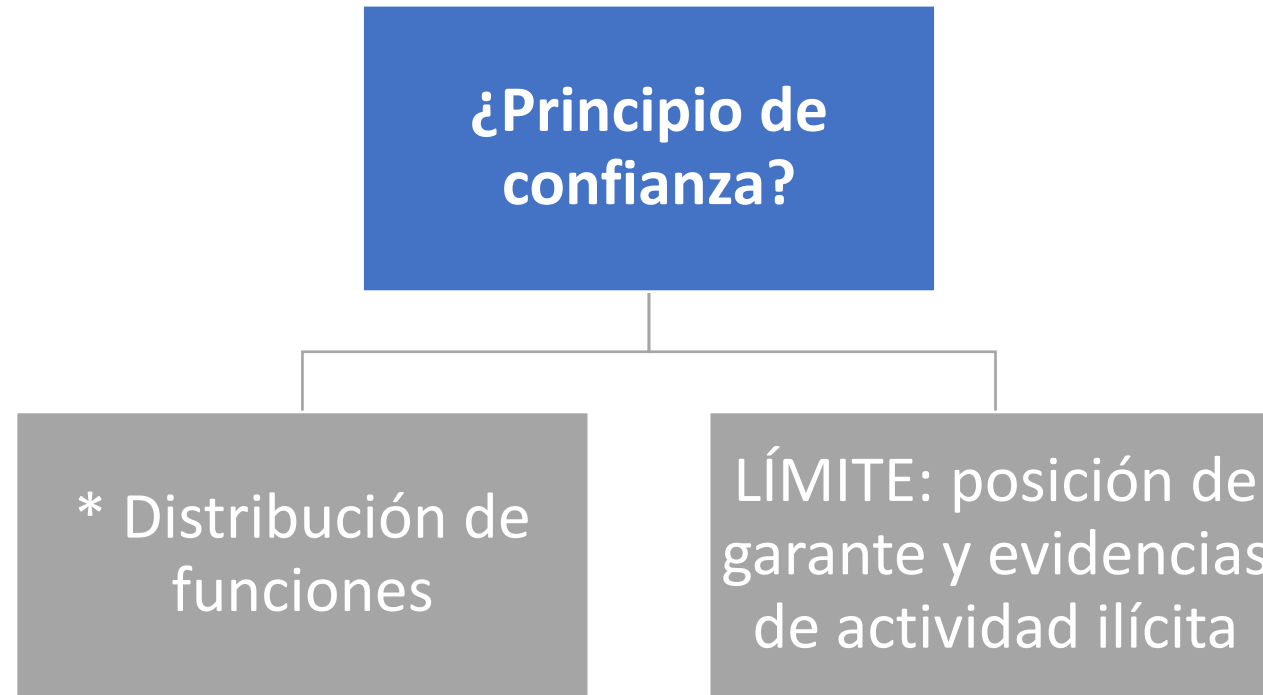 ¿Principio de
confianza?
* Distribución de
funciones
LÍMITE: posición de
garante y evidencias
de actividad ilícita